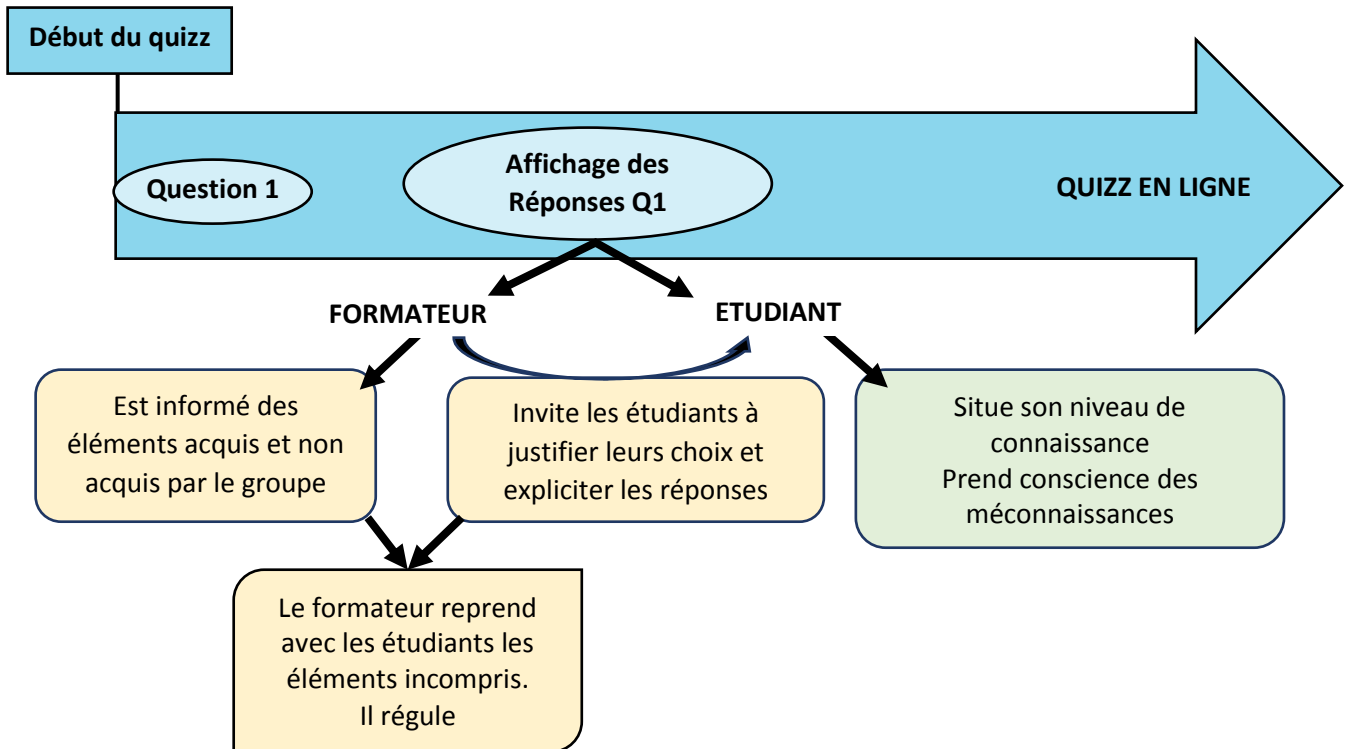 Début du quizz
Question 1
Affichage des
Réponses Q1
QUIZZ EN LIGNE
FORMATEUR
ETUDIANT
Est informé des
éléments acquis et non
acquis par le groupe
Invite les étudiants à
justifier leurs choix et
expliciter les réponses
Situe son niveau de
connaissance
Prend conscience des
méconnaissances
Le formateur reprend
avec les étudiants les
éléments incompris.
Il régule